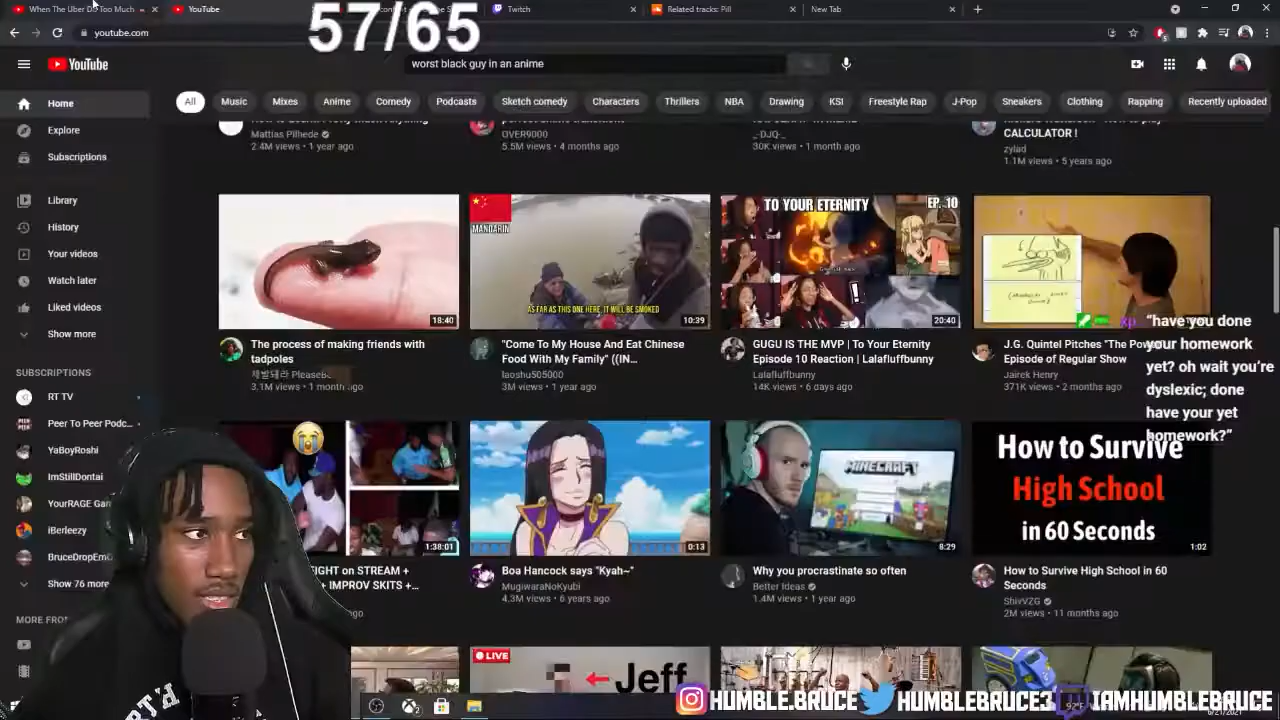 When The Uber D Too Much
YouTube
57/65
Twitch
Related tracks: Pill
New Tab
youtube.com
YouTube
worst black guy in an anime
All
Music
Mixes
Anime
Comedy
Podcasts
Sketch comedy
Characters
Thrillers
NBA
Drawing
KSI
Freestyle Rap
J-Pop
Sneakers
Clothing
Rapping
Recently uploaded
Home
Explore
Subscriptions
Library
History
Your videos
Watch later
Liked videos
Show more
SUBSCRIPTIONS
RT TV
Peer To Peer Podc...
YaBoyRoshi
ImStillDontai
YourRAGE Gam
iBerleezy
BruceDropEm
Show 76 more
MORE FROM
Mattias Pilhede
2.4M views • 1 year ago
OVER9000
5.5M views • 4 months ago
-DJQ-_
30K views • 1 month ago
CALCULATOR !
zylad
1.1M views • 5 years ago
18:40
The process of making friends with
tadpoles
3.1M views • 1 month ago
MANDARIN
AS FAR AS THIS ONE HERE, IT WILL BE SMOKED
10:39
"Come To My House And Eat Chinese
Food With My Family" ((IN...
laoshu505000
3M views • 1 year ago
TO YOUR ETERNITY
EP. 10
20:40
GUGU IS THE MVP | To Your Eternity
Episode 10 Reaction | Lalafluffbunny
Lalafluffbunny
14K views • 6 days ago
J.G. Quintel Pitches "The Power"
Episode of Regular Show
Jairek Henry
371K views • 2 months ago
xp
"have you done
your homework
yet? oh wait you're
dyslexic; done
have your yet
homework?"
1:38:01
FIGHT on STREAM +
+ IMPROV SKITS +...
ago
0:13
Boa Hancock says "Kyah~"
MugiwaraNoKyubi
4.3M views • 6 years ago
MINECRAFT
8:29
Why you procrastinate so often
Better Ideas
1.4M views • 1 year ago
How to Survive
High School
in 60 Seconds
1:02
How to Survive High School in 60
Seconds
ShivVZG
2M views • 11 months ago
LIVE
Jeff
HUMBLE.BRUCE
HUMBLEBRUCE3
IAMHUMBLEBRUCE
92°F